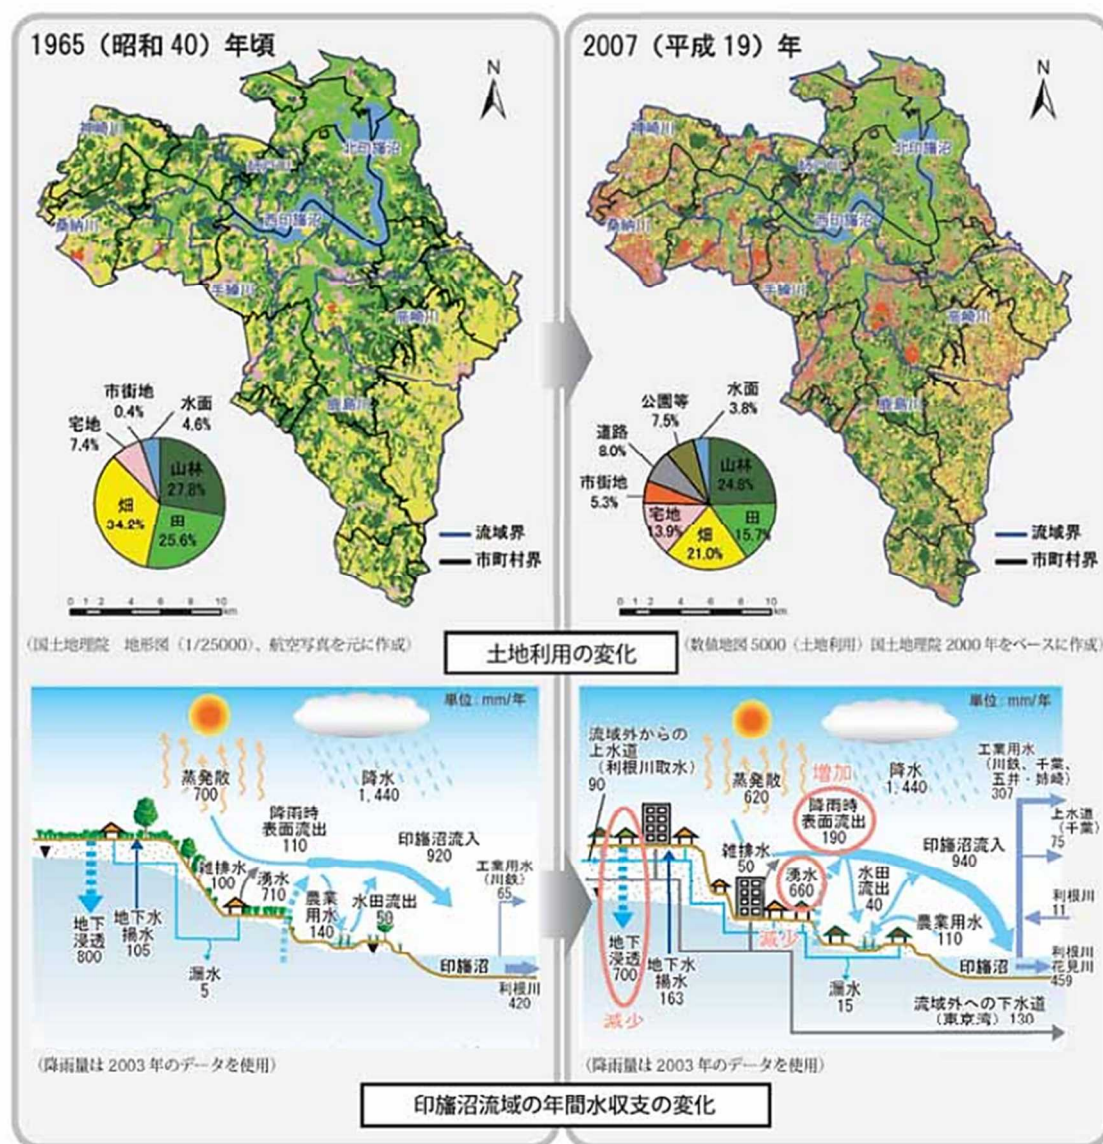 1965（昭和 40）年頃
N
神崎川
北印旛沼
桑納川
西印旛沼
手繰川
高崎川
鹿島川
市街地
0.4%
水面
4.6%
宅地
7.4%
山林
27.8%
畑
34.2%
田
25.6%
流域界
市町村界
0 1 2 4 6 8 10
km
（国土地理院　地形図（1/25000）、航空写真を元に作成）
2007（平成 19）年
N
神崎川
北印旛沼
桑納川
西印旛沼
手繰川
高崎川
鹿島川
公園等
7.5%
水面
3.8%
道路
8.0%
市街地
5.3%
山林
24.8%
宅地
13.9%
田
15.7%
畑
21.0%
流域界
市町村界
0 1 2 4 6 8 10
km
（数値地図 5000（土地利用）国土地理院 2000 年をベースに作成）
土地利用の変化
単位：mm/年
蒸発散
700
降水
1,440
降雨時
表面流出
110
印旛沼流入
920
雑排水
100
湧水
710
農業
用水
140
水田流出
50
工業用水
（川鉄）
65
地下
浸透
800
地下水
揚水
105
漏水
5
印旛沼
利根川
420
（降雨量は 2003 年のデータを使用）
単位：mm/年
流域外からの
上水道
（利根川取水）
90
蒸発散
620
増加
降水
1,440
工業用水
（川鉄、千葉、
五井・姉崎）
307
降雨時
表面流出
190
上水道
（千葉）
75
印旛沼流入
940
雑排水
50
湧水
660
水田
流出
40
利根川
11
減少
農業用水
110
地下
浸透
700
減少
地下水
揚水
163
漏水
15
印旛沼
利根川
花見川
459
流域外への下水道
（東京湾）130
（降雨量は 2003 年のデータを使用）
印旛沼流域の年間水収支の変化